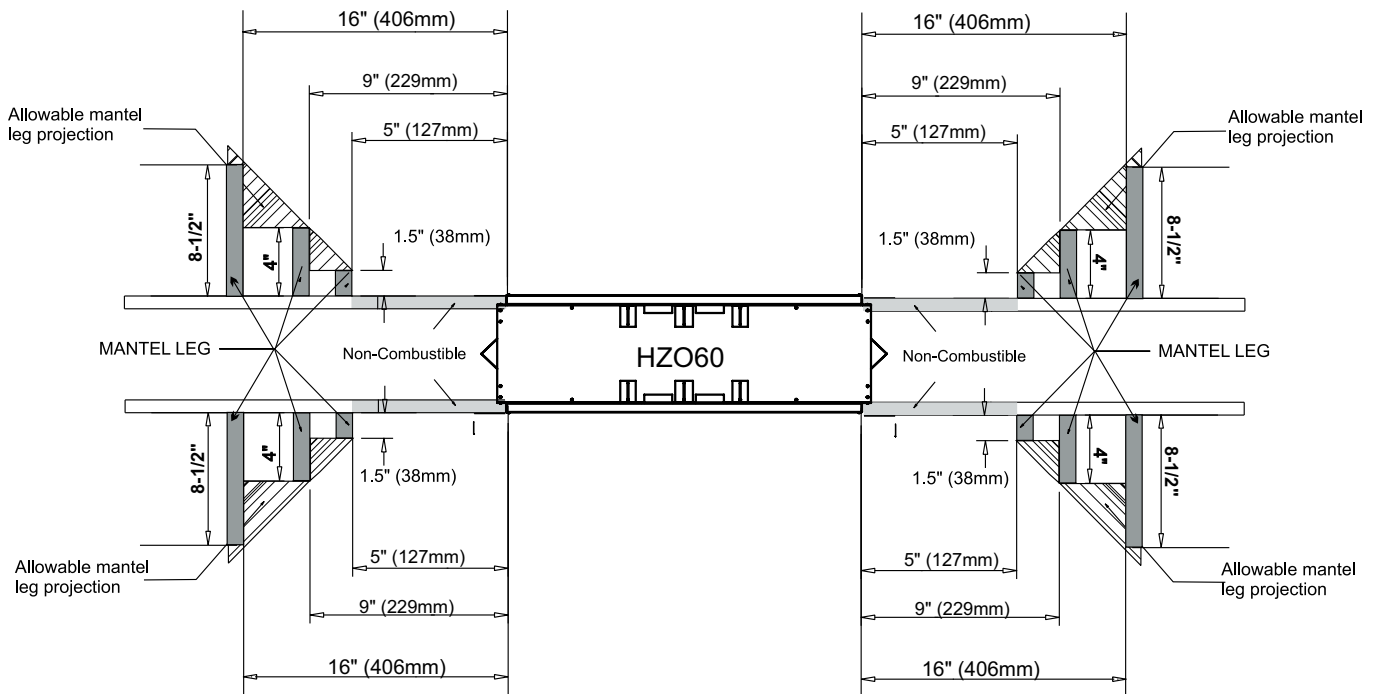 16" (406mm)
16" (406mm)
9" (229mm)
9" (229mm)
5" (127mm)
5" (127mm)
Allowable mantel
leg projection
Allowable mantel
leg projection
8-1/2"
4"
1.5" (38mm)
1.5" (38mm)
4"
8-1/2"
MANTEL LEG
Non-Combustible
HZO60
Non-Combustible
MANTEL LEG
8-1/2"
4"
1.5" (38mm)
1.5" (38mm)
4"
8-1/2"
Allowable mantel
leg projection
Allowable mantel
leg projection
5" (127mm)
5" (127mm)
9" (229mm)
9" (229mm)
16" (406mm)
16" (406mm)